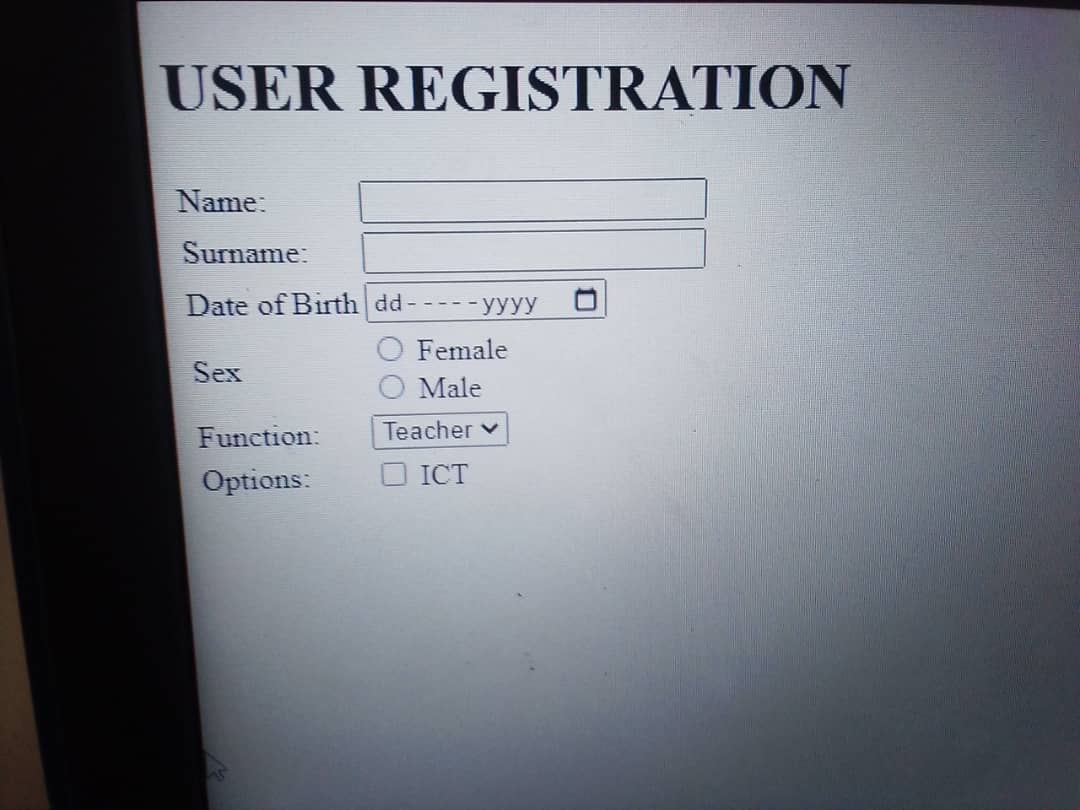 USER REGISTRATION
Name:
Surname:
Date of Birth dd-----yyyy
Female
Sex
Male
Function: Teacher
Options: ICT